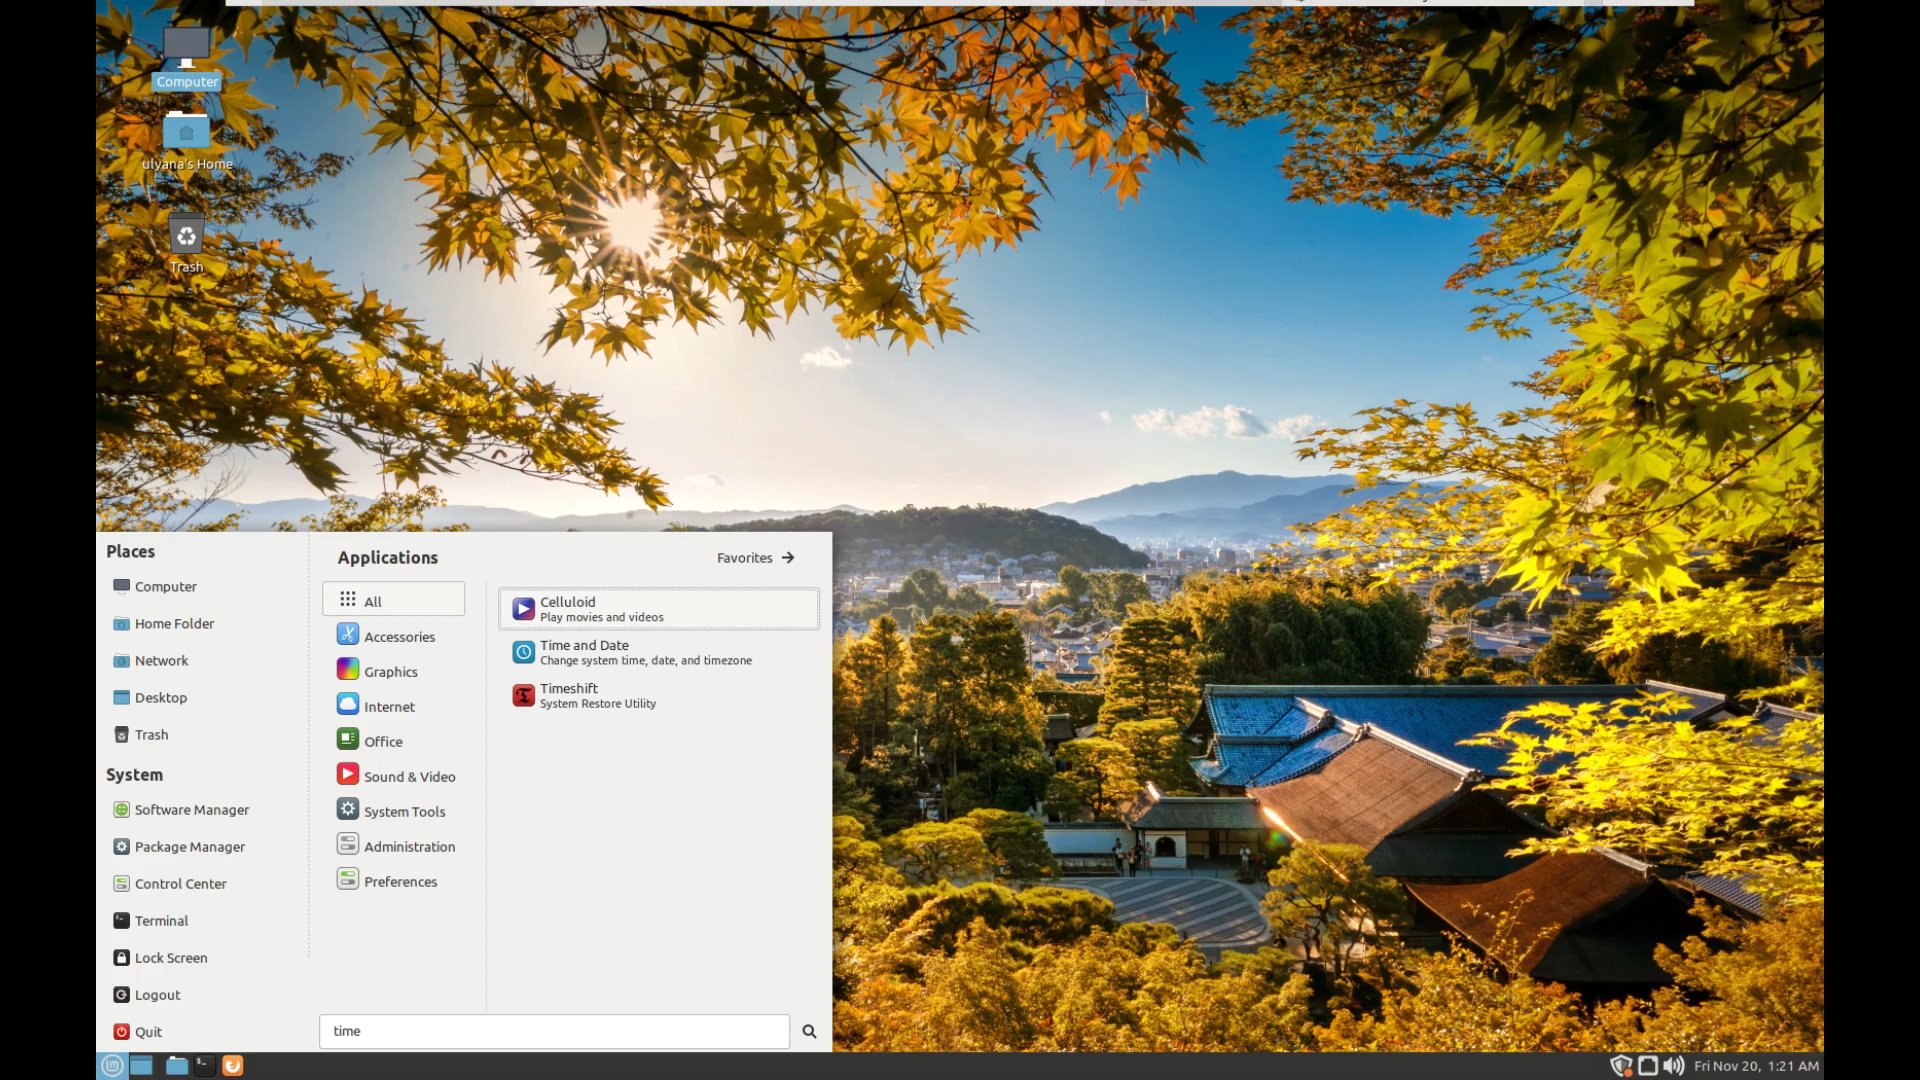 Computer
ulyana's Home
Trash
Places
Computer
Home Folder
Network
Desktop
Trash
System
Software Manager
Package Manager
Control Center
Terminal
Lock Screen
Logout
Quit
Applications
Favorites
All
Accessories
Graphics
Internet
Office
Sound & Video
System Tools
Administration
Preferences
Celluloid
Play movies and videos
Time and Date
Change system time, date, and timezone
Timeshift
System Restore Utility
time
Fri Nov 20, 1:21 AM